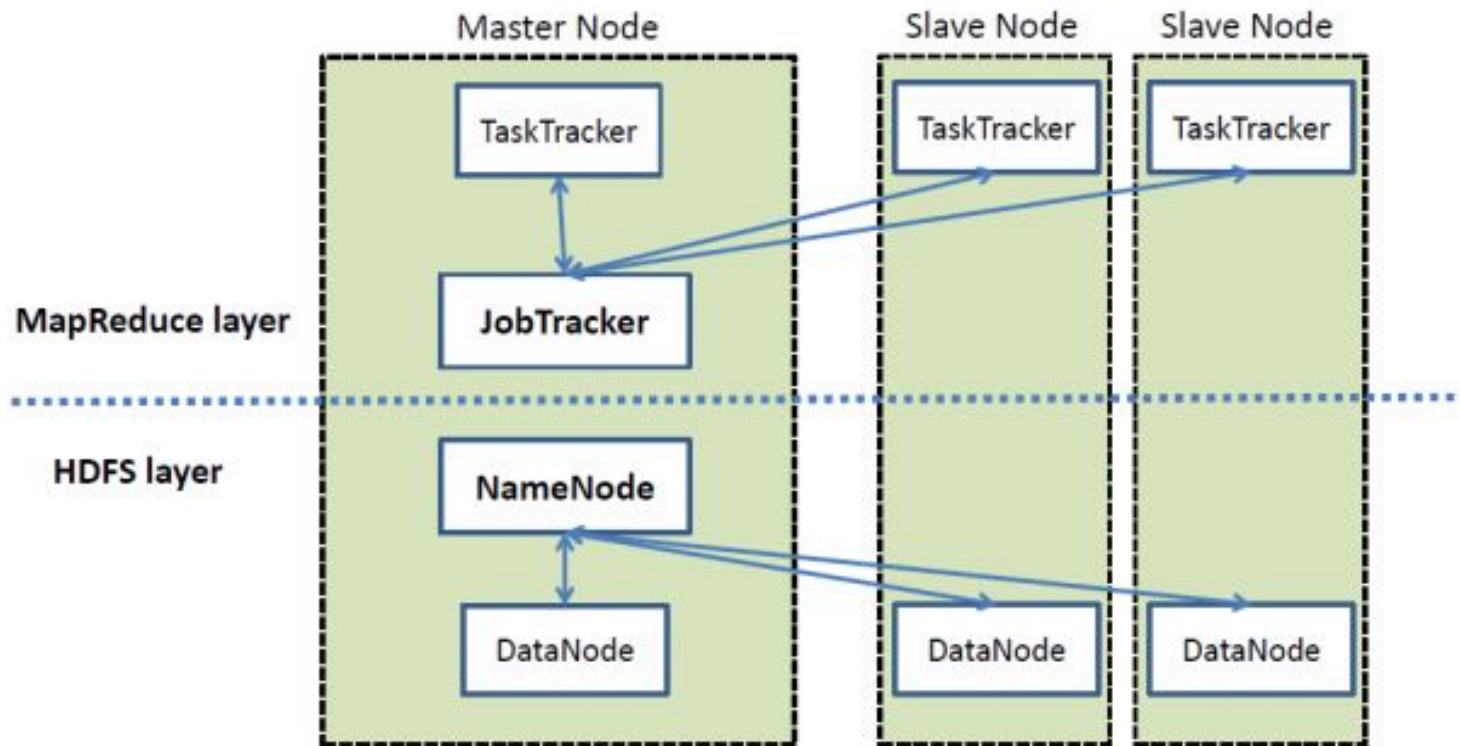 Master Node
Slave Node
Slave Node
TaskTracker
TaskTracker
TaskTracker
MapReduce layer
JobTracker
HDFS layer
NameNode
DataNode
DataNode
DataNode